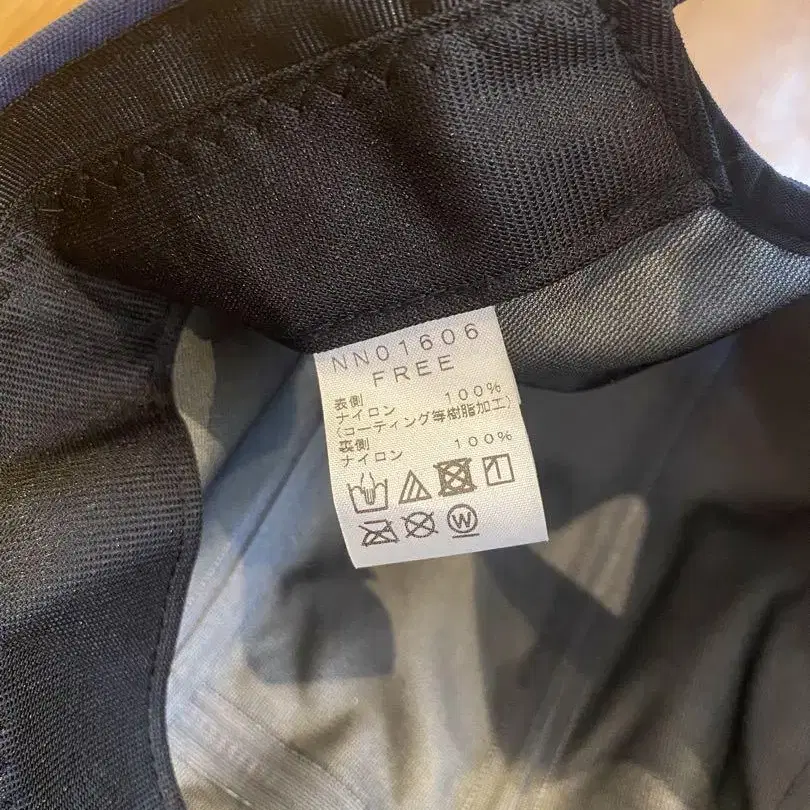 NN01606
FREE
表側
ナイロン 100%
(コーティング等樹脂加工)
裏側
ナイロン 100%
W